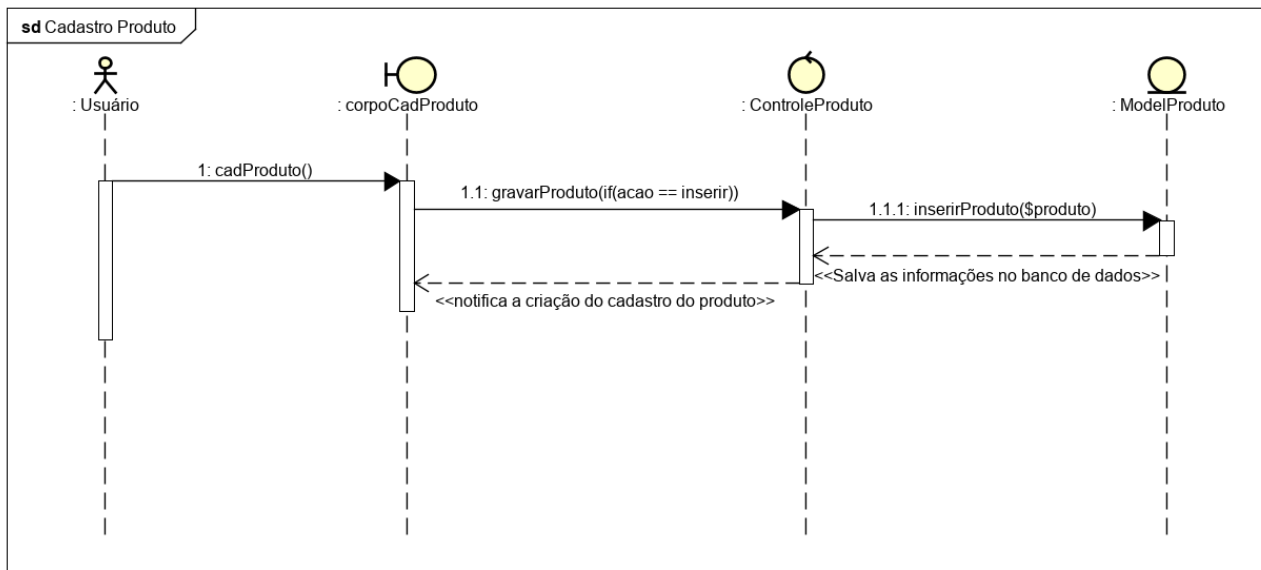 sd Cadastro Produto
: Usuário
: corpoCadProduto
: ControleProduto
: ModelProduto
1: cadProduto()
1.1: gravarProduto(if(acao == inserir))
1.1.1: inserirProduto($produto)
<<Salva as informações no banco de dados>>
<<notifica a criação do cadastro do produto>>